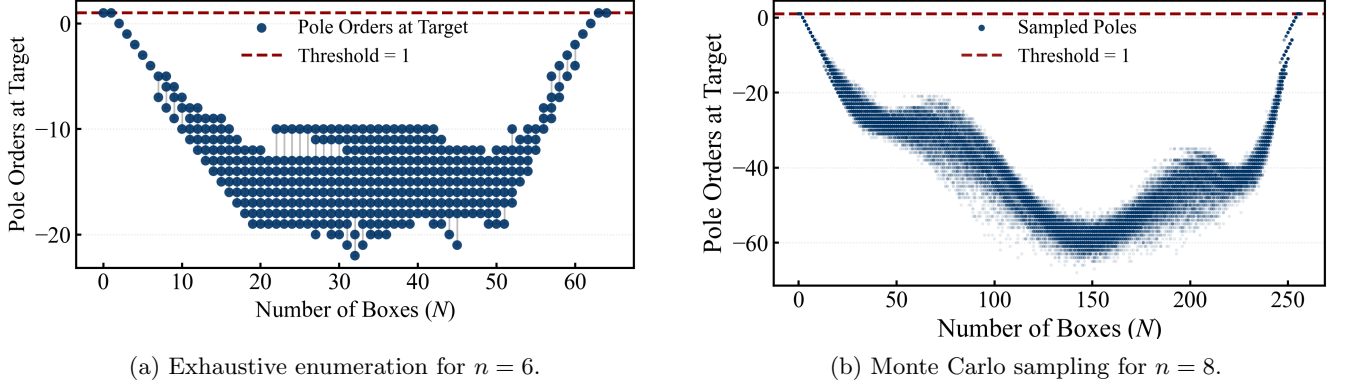 Pole Orders at Target
0
−10
−20
Pole Orders at Target
Threshold = 1
0 10 20 30 40 50 60
Number of Boxes (N)
(a) Exhaustive enumeration for n = 6.
Pole Orders at Target
0
−20
−40
−60
Sampled Poles
Threshold = 1
0 50 100 150 200 250
Number of Boxes (N)
(b) Monte Carlo sampling for n = 8.